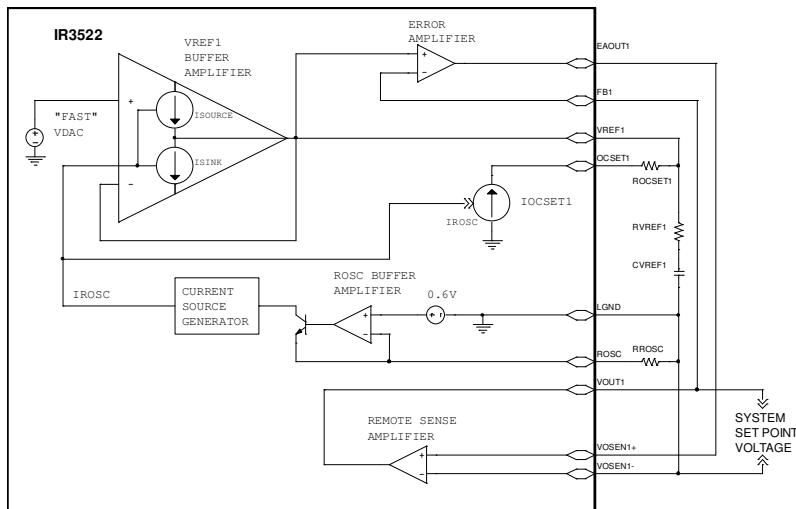 IR3522
VREF1
BUFFER
AMPLIFIER
ERROR
AMPLIFIER
+
-
EAOUT1
FB1
"FAST"
VDAC
+
-
+
-
ISOURCE
ISINK
VREF1
OCSET1
ROCSET1
IROSC
IOCSET1
RVREF1
CVREF1
IROSC
CURRENT
SOURCE
GENERATOR
ROSC BUFFER
AMPLIFIER
+
-
0.6V
+
-
LGND
ROSC
RROSC
VOUT1
REMOTE SENSE
AMPLIFIER
+
-
VOSEN1+
VOSEN1-
SYSTEM
SET POINT
VOLTAGE